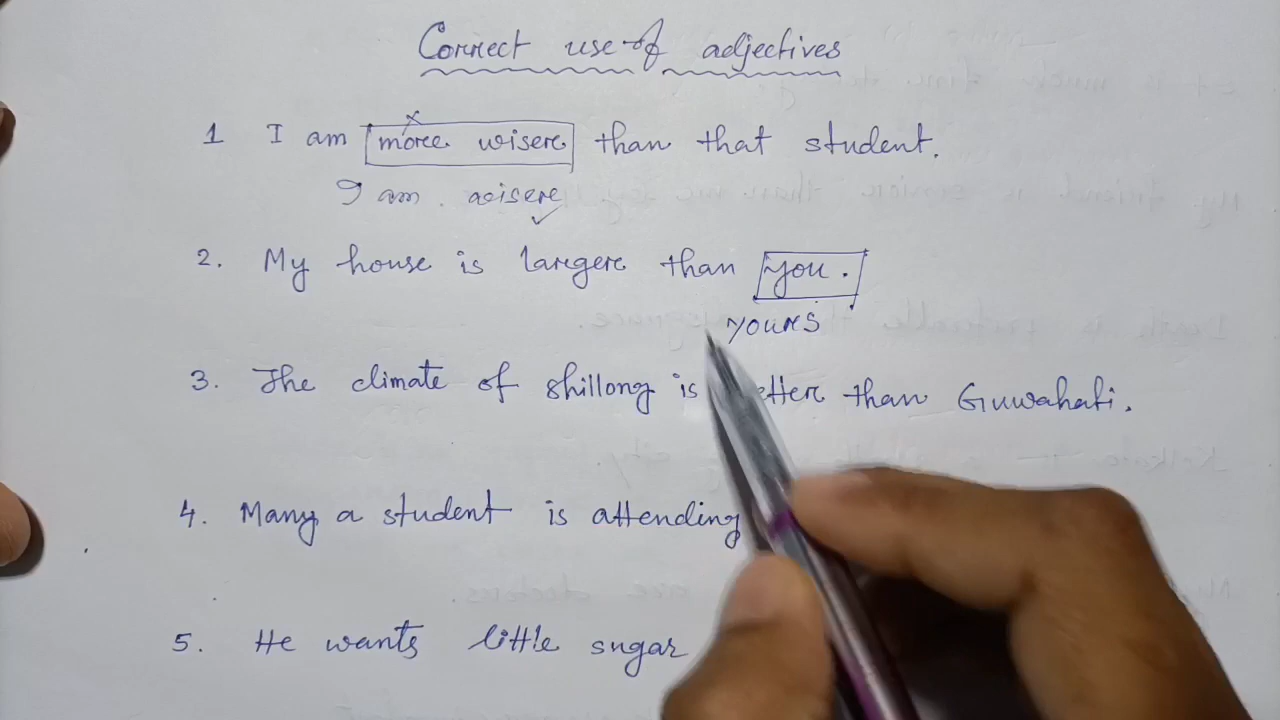 Correct use of adjectives
1 I am more wiser than that student.
I am wiser
2. My house is larger than you.
yours
3. The climate of shillong is better than Guwahati.
4. Many a student is attending
5. He wants little sugar